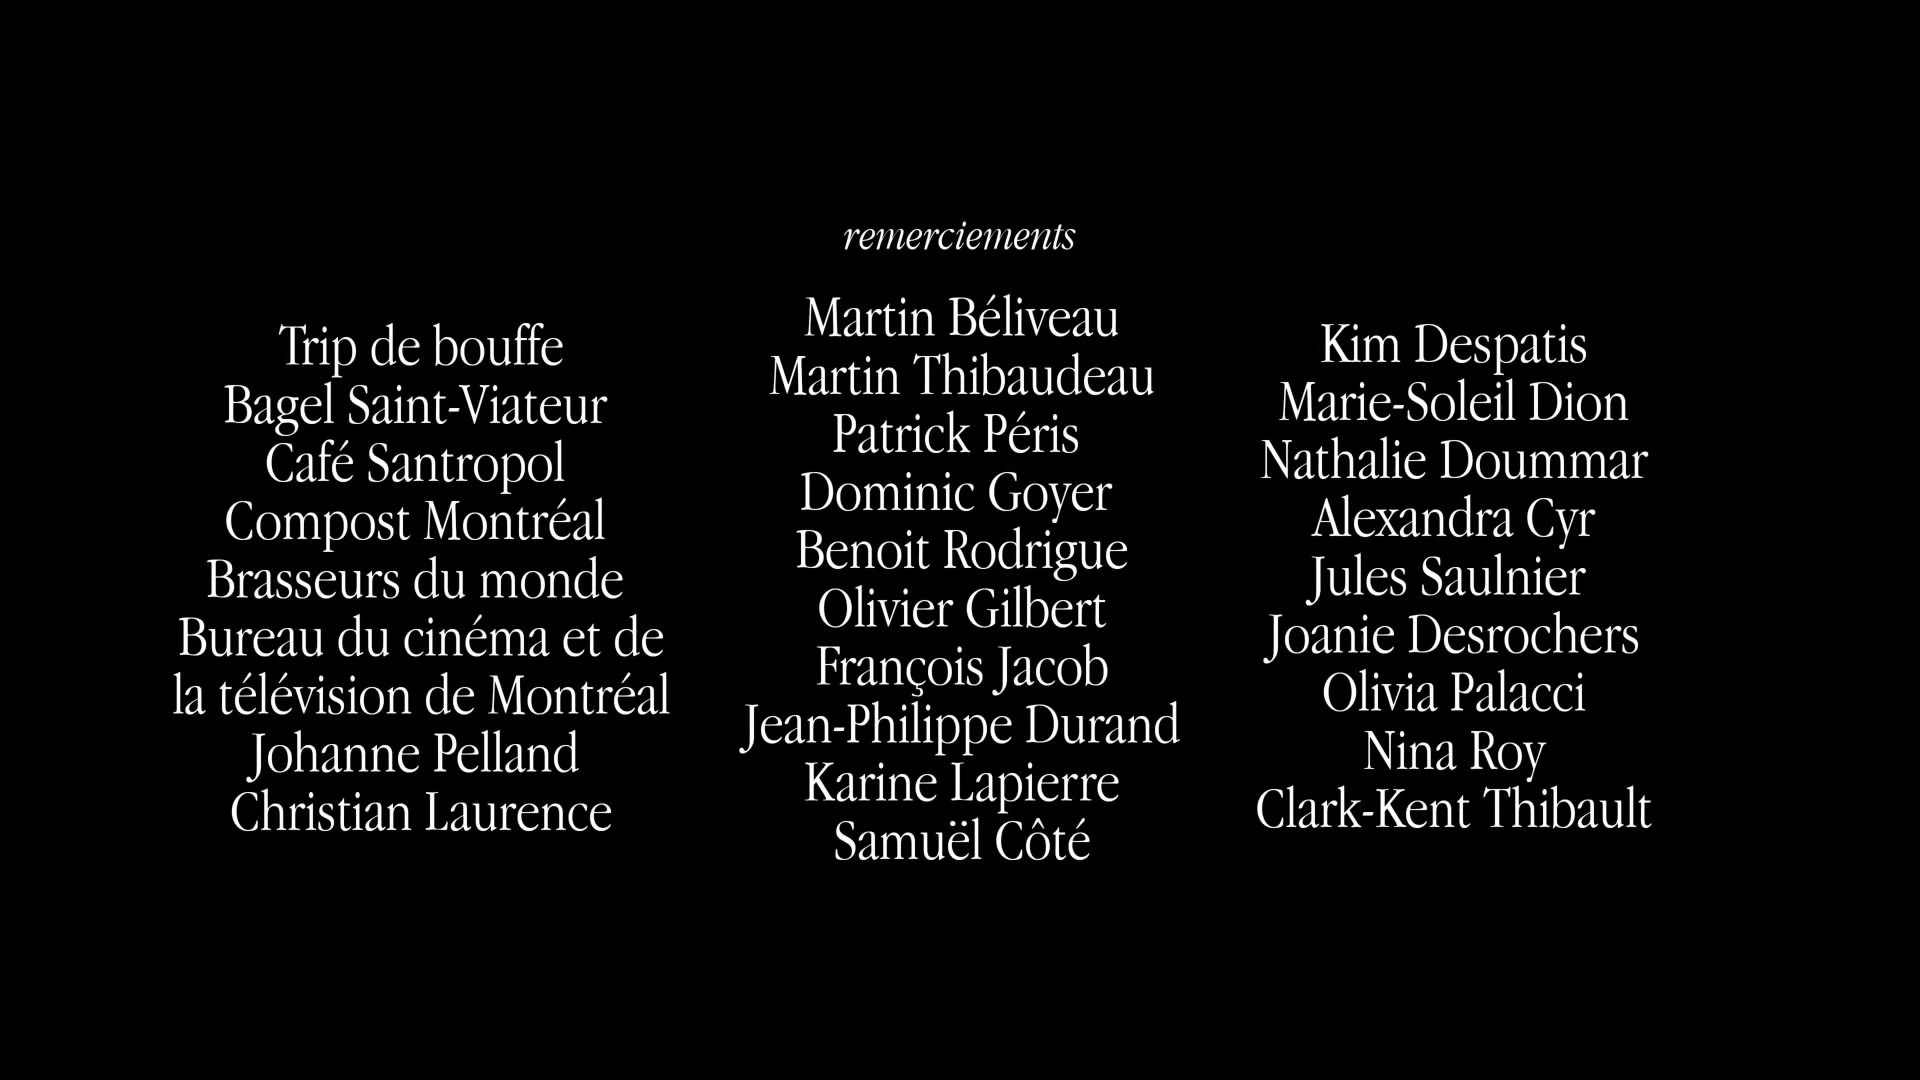 remerciements
Trip de bouffe
Bagel Saint-Viateur
Café Santropol
Compost Montréal
Brasseurs du monde
Bureau du cinéma et de
la télévision de Montréal
Johanne Pelland
Christian Laurence
Martin Béliveau
Martin Thibaudeau
Patrick Péris
Dominic Goyer
Benoit Rodrigue
Olivier Gilbert
François Jacob
Jean-Philippe Durand
Karine Lapierre
Samuël Côté
Kim Despatis
Marie-Soleil Dion
Nathalie Doummar
Alexandra Cyr
Jules Saulnier
Joanie Desrochers
Olivia Palacci
Nina Roy
Clark-Kent Thibault